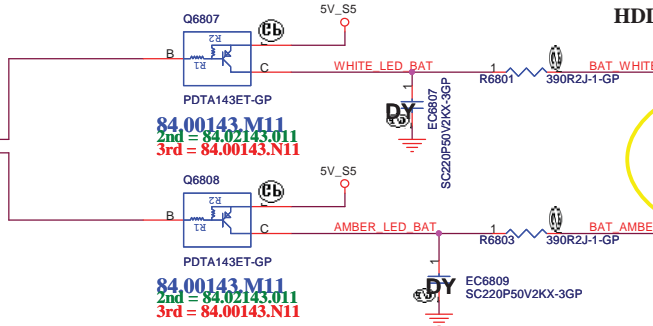 HDI
Q6807
5V_S5
R2
B
R1
C
WHITE_LED_BAT
1
R6801
390R2J-1-GP
BAT_WHITE
PDTA143ET-GP
1
DY
EC6807
SC220P50V2KX-3GP
84.00143.M11
2nd = 84.02143.011
3rd = 84.00143.N11
Q6808
5V_S5
R2
B
R1
C
AMBER_LED_BAT
1
R6803
390R2J-1-GP
BAT_AMBE
PDTA143ET-GP
1
DY
EC6809
SC220P50V2KX-3GP
84.00143.M11
2nd = 84.02143.011
3rd = 84.00143.N11